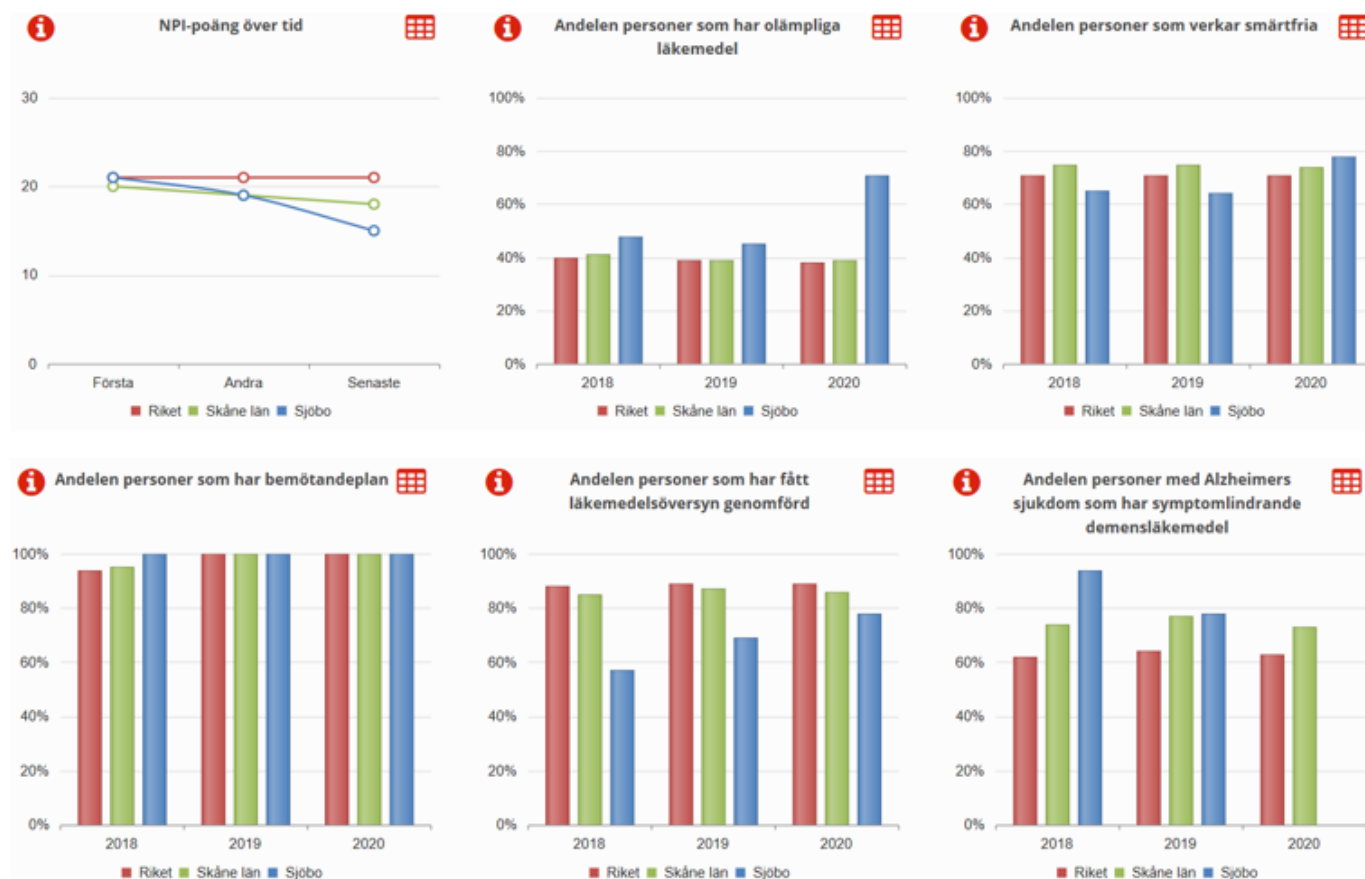 NPI-poäng över tid
30
20
10
0
Första Andra Senaste
Riket Skåne län Sjöbo
Andelen personer som har olämpliga
läkemedel
100%
80%
60%
40%
20%
0%
2018 2019 2020
Riket Skåne län Sjöbo
Andelen personer som verkar smärtfria
100%
80%
60%
40%
20%
0%
2018 2019 2020
Riket Skåne län Sjöbo
Andelen personer som har bemötandeplan
100%
80%
60%
40%
20%
0%
2018 2019 2020
Riket Skåne län Sjöbo
Andelen personer som har fått
läkemedelsöversyn genomförd
100%
80%
60%
40%
20%
0%
2018 2019 2020
Riket Skåne län Sjöbo
Andelen personer med Alzheimers
sjukdom som har symptomlindrande
demensläkemedel
100%
80%
60%
40%
20%
0%
2018 2019 2020
Riket Skåne län Sjöbo